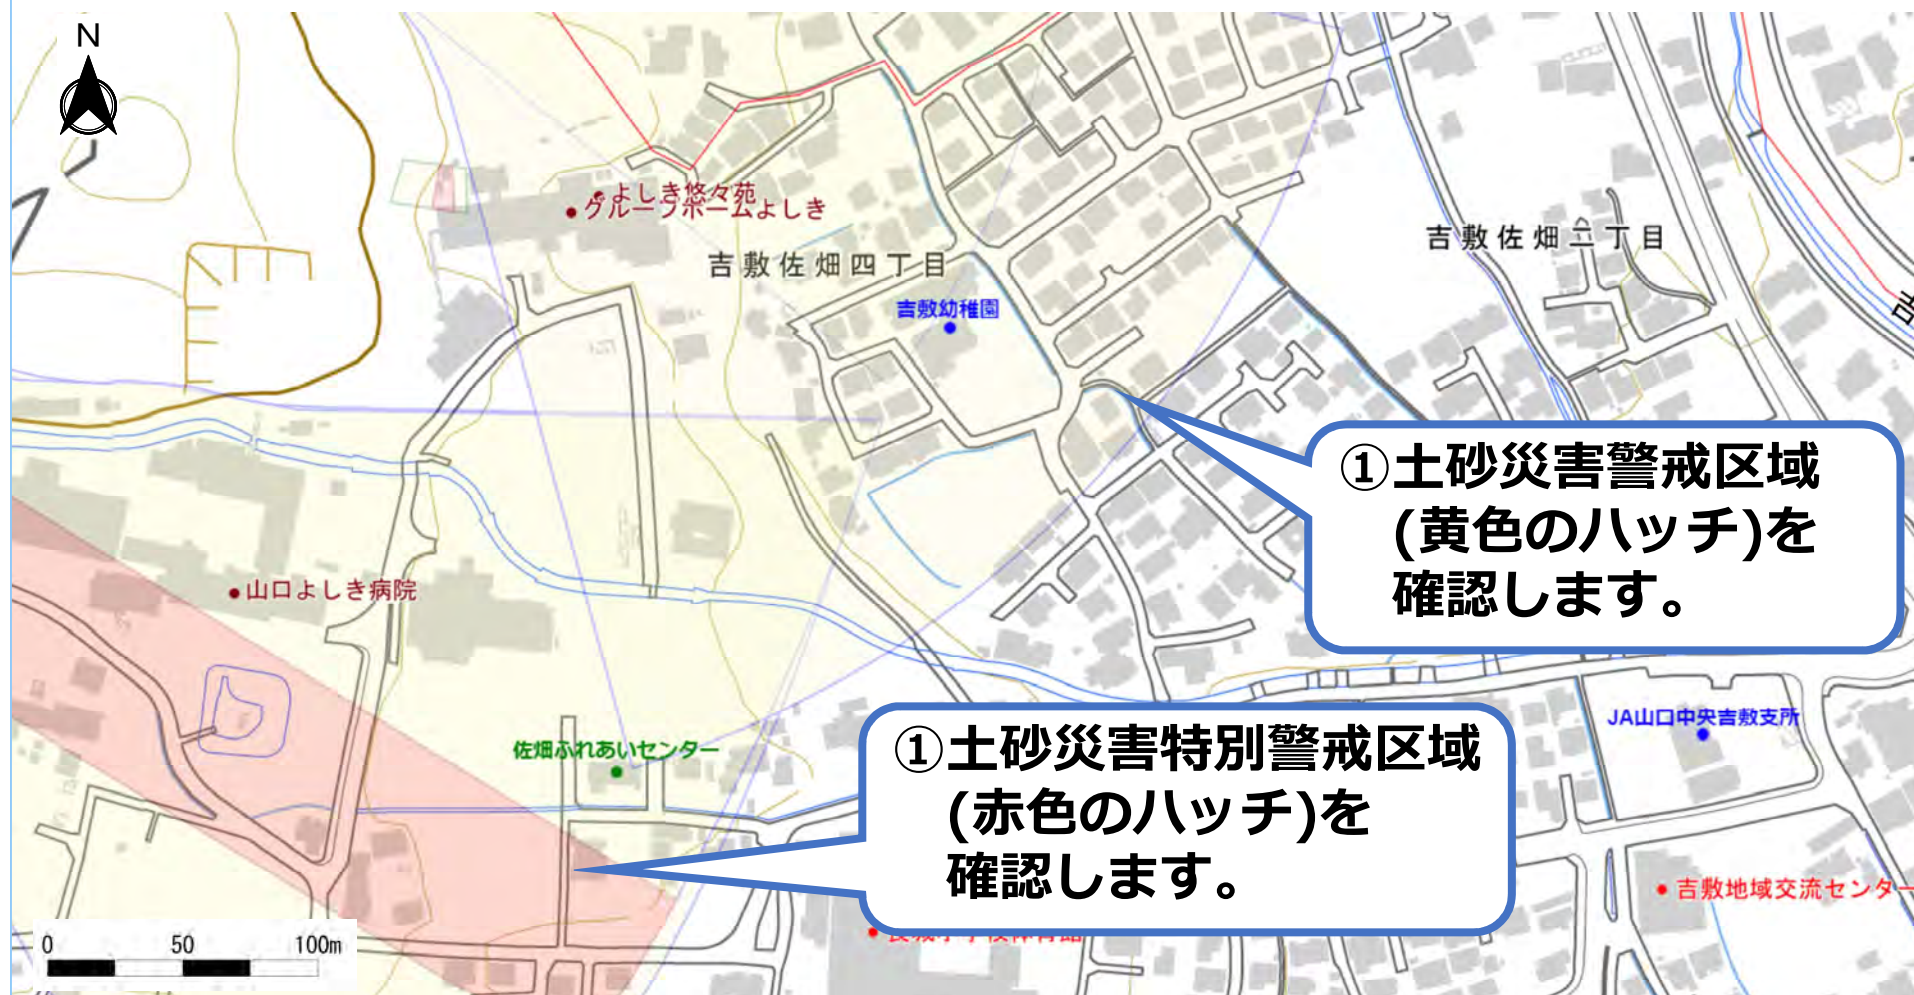 N
よしき悠々苑
グループホームよしき
吉敷佐畑四丁目
吉敷佐畑二丁目
吉敷幼稚園
吉
①土砂災害警戒区域
(黄色のハッチ)を
確認します。
山口よしき病院
JA山口中央吉敷支所
佐畑ふれあいセンター
①土砂災害特別警戒区域
(赤色のハッチ)を
確認します。
吉敷地域交流センター
0 50 100m